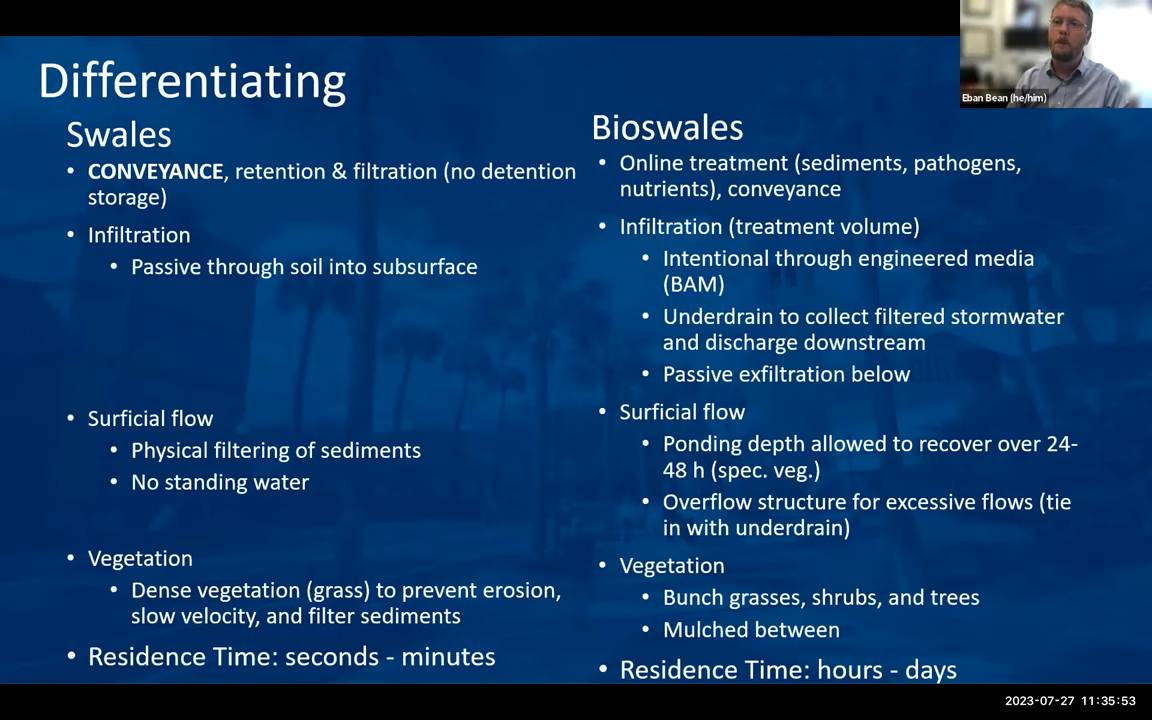 Differentiating
Swales
• CONVEYANCE, retention & filtration (no detention
storage)
• Infiltration
• Passive through soil into subsurface
• Surficial flow
• Physical filtering of sediments
• No standing water
• Vegetation
• Dense vegetation (grass) to prevent erosion,
slow velocity, and filter sediments
• Residence Time: seconds - minutes
Bioswales
• Online treatment (sediments, pathogens,
nutrients), conveyance
• Infiltration (treatment volume)
• Intentional through engineered media
(BAM)
• Underdrain to collect filtered stormwater
and discharge downstream
• Passive exfiltration below
• Surficial flow
• Ponding depth allowed to recover over 24-
48 h (spec. veg.)
• Overflow structure for excessive flows (tie
in with underdrain)
• Vegetation
• Bunch grasses, shrubs, and trees
• Mulched between
• Residence Time: hours - days
Eban Bean (he/him)
2023-07-27 11:35:53